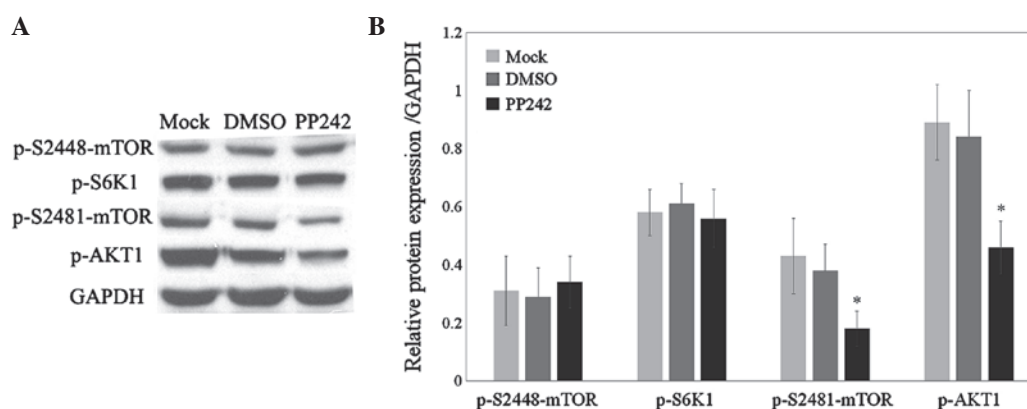 A
Mock DMSO PP242
p-S2448-mTOR
p-S6K1
p-S2481-mTOR
p-AKT1
GAPDH
B
Relative protein expression /GAPDH
1.2
1
0.8
0.6
0.4
0.2
0
Mock
DMSO
PP242
*
*
p-S2448-mTOR p-S6K1 p-S2481-mTOR p-AKT1